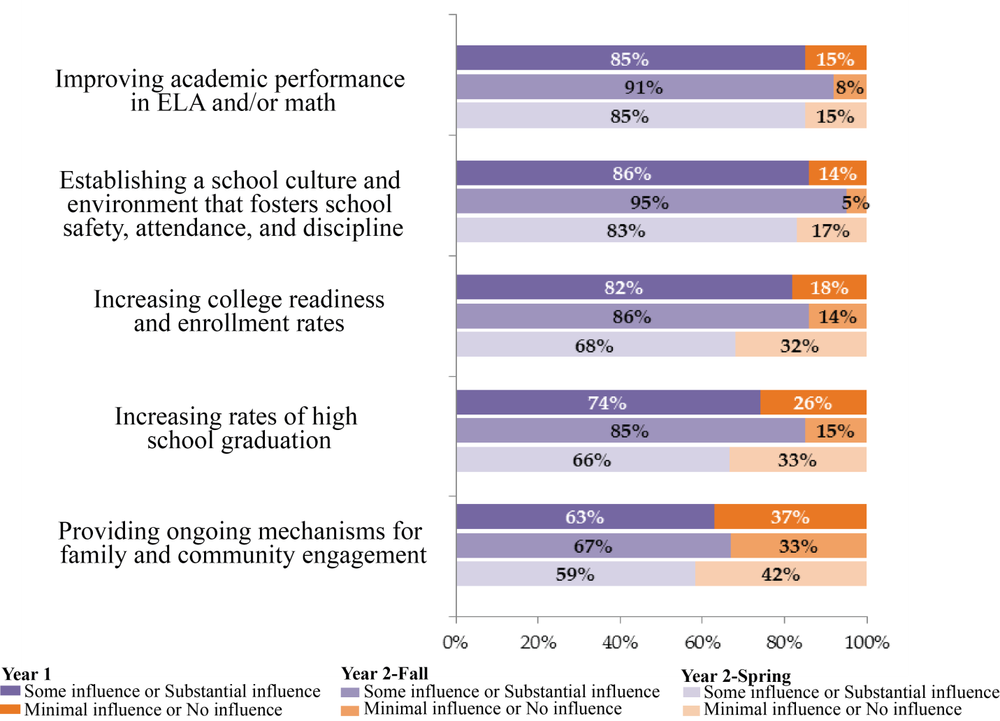 85% 15%
Improving academic performance
in ELA and/or math
91% 8%
85% 15%
Establishing a school culture and
environment that fosters school
safety, attendance, and discipline
86% 14%
95% 5%
83% 17%
Increasing college readiness
and enrollment rates
82% 18%
86% 14%
68% 32%
Increasing rates of high
school graduation
74% 26%
85% 15%
66% 33%
Providing ongoing mechanisms for
family and community engagement
63% 37%
67% 33%
59% 42%
0% 20% 40% 60% 80% 100%
Year 1
Some influence or Substantial influence
Minimal influence or No influence
Year 2-Fall
Some influence or Substantial influence
Minimal influence or No influence
Year 2-Spring
Some influence or Substantial influence
Minimal influence or No influence